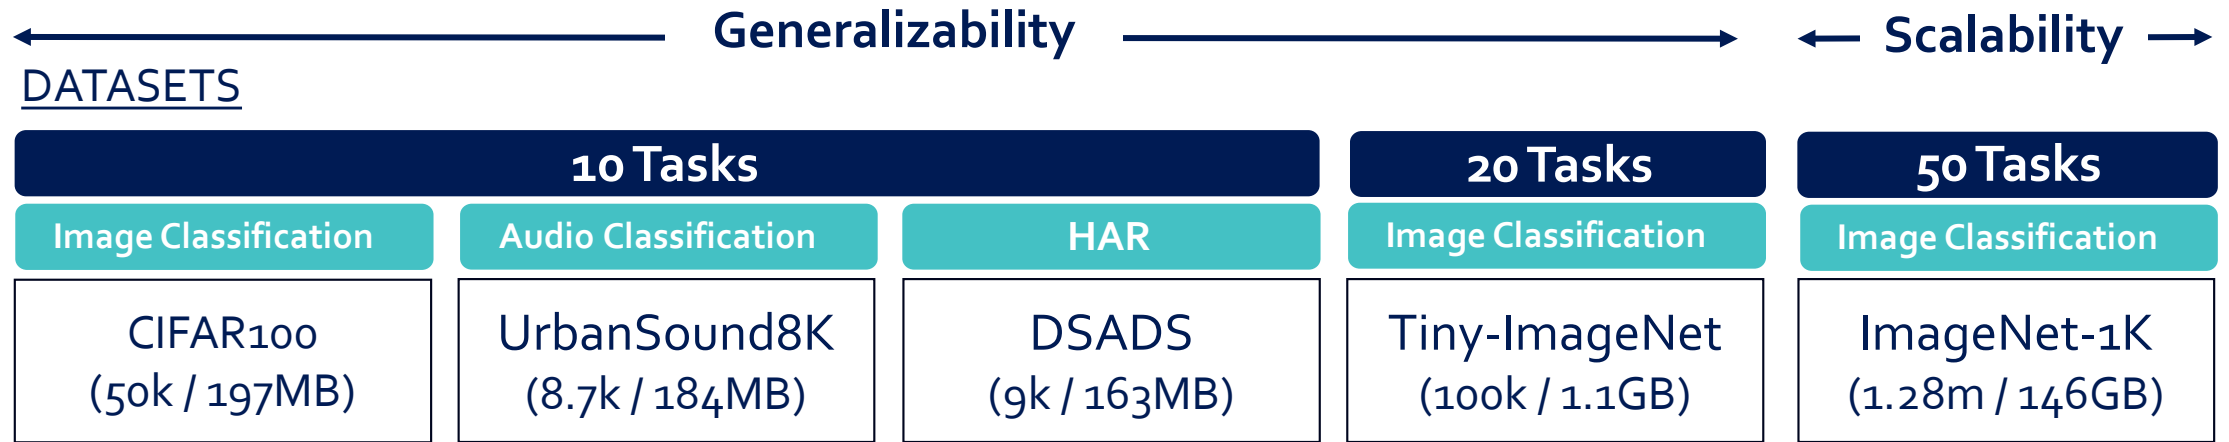 Generalizability
Scalability
DATASETS
10 Tasks
20 Tasks
50 Tasks
Image Classification
Audio Classification
HAR
Image Classification
Image Classification
CIFAR100
(50k / 197MB)
UrbanSound8K
(8.7k / 184MB)
DSADS
(9k / 163MB)
Tiny-ImageNet
(100k / 1.1GB)
ImageNet-1K
(1.28m / 146GB)